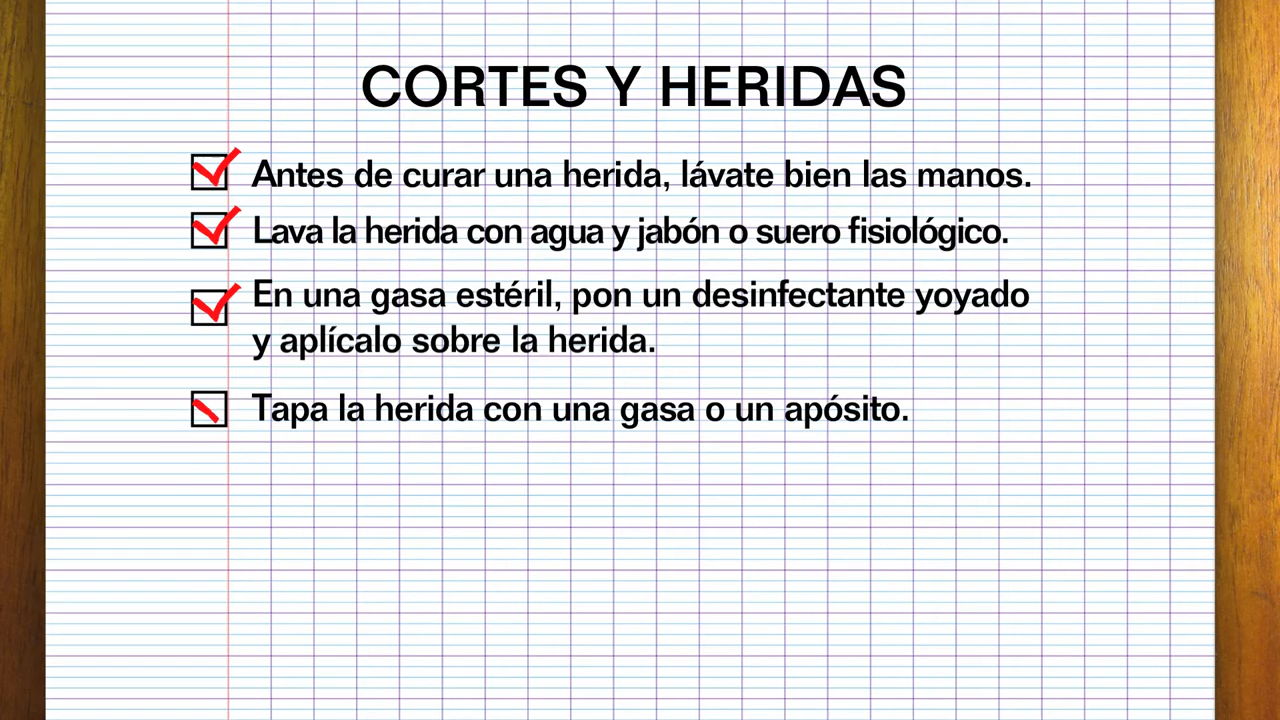 CORTES Y HERIDAS
Antes de curar una herida, lávate bien las manos.
Lava la herida con agua y jabón o suero fisiológico.
En una gasa estéril, pon un desinfectante yoyado
y aplícalo sobre la herida.
Tapa la herida con una gasa o un apósito.